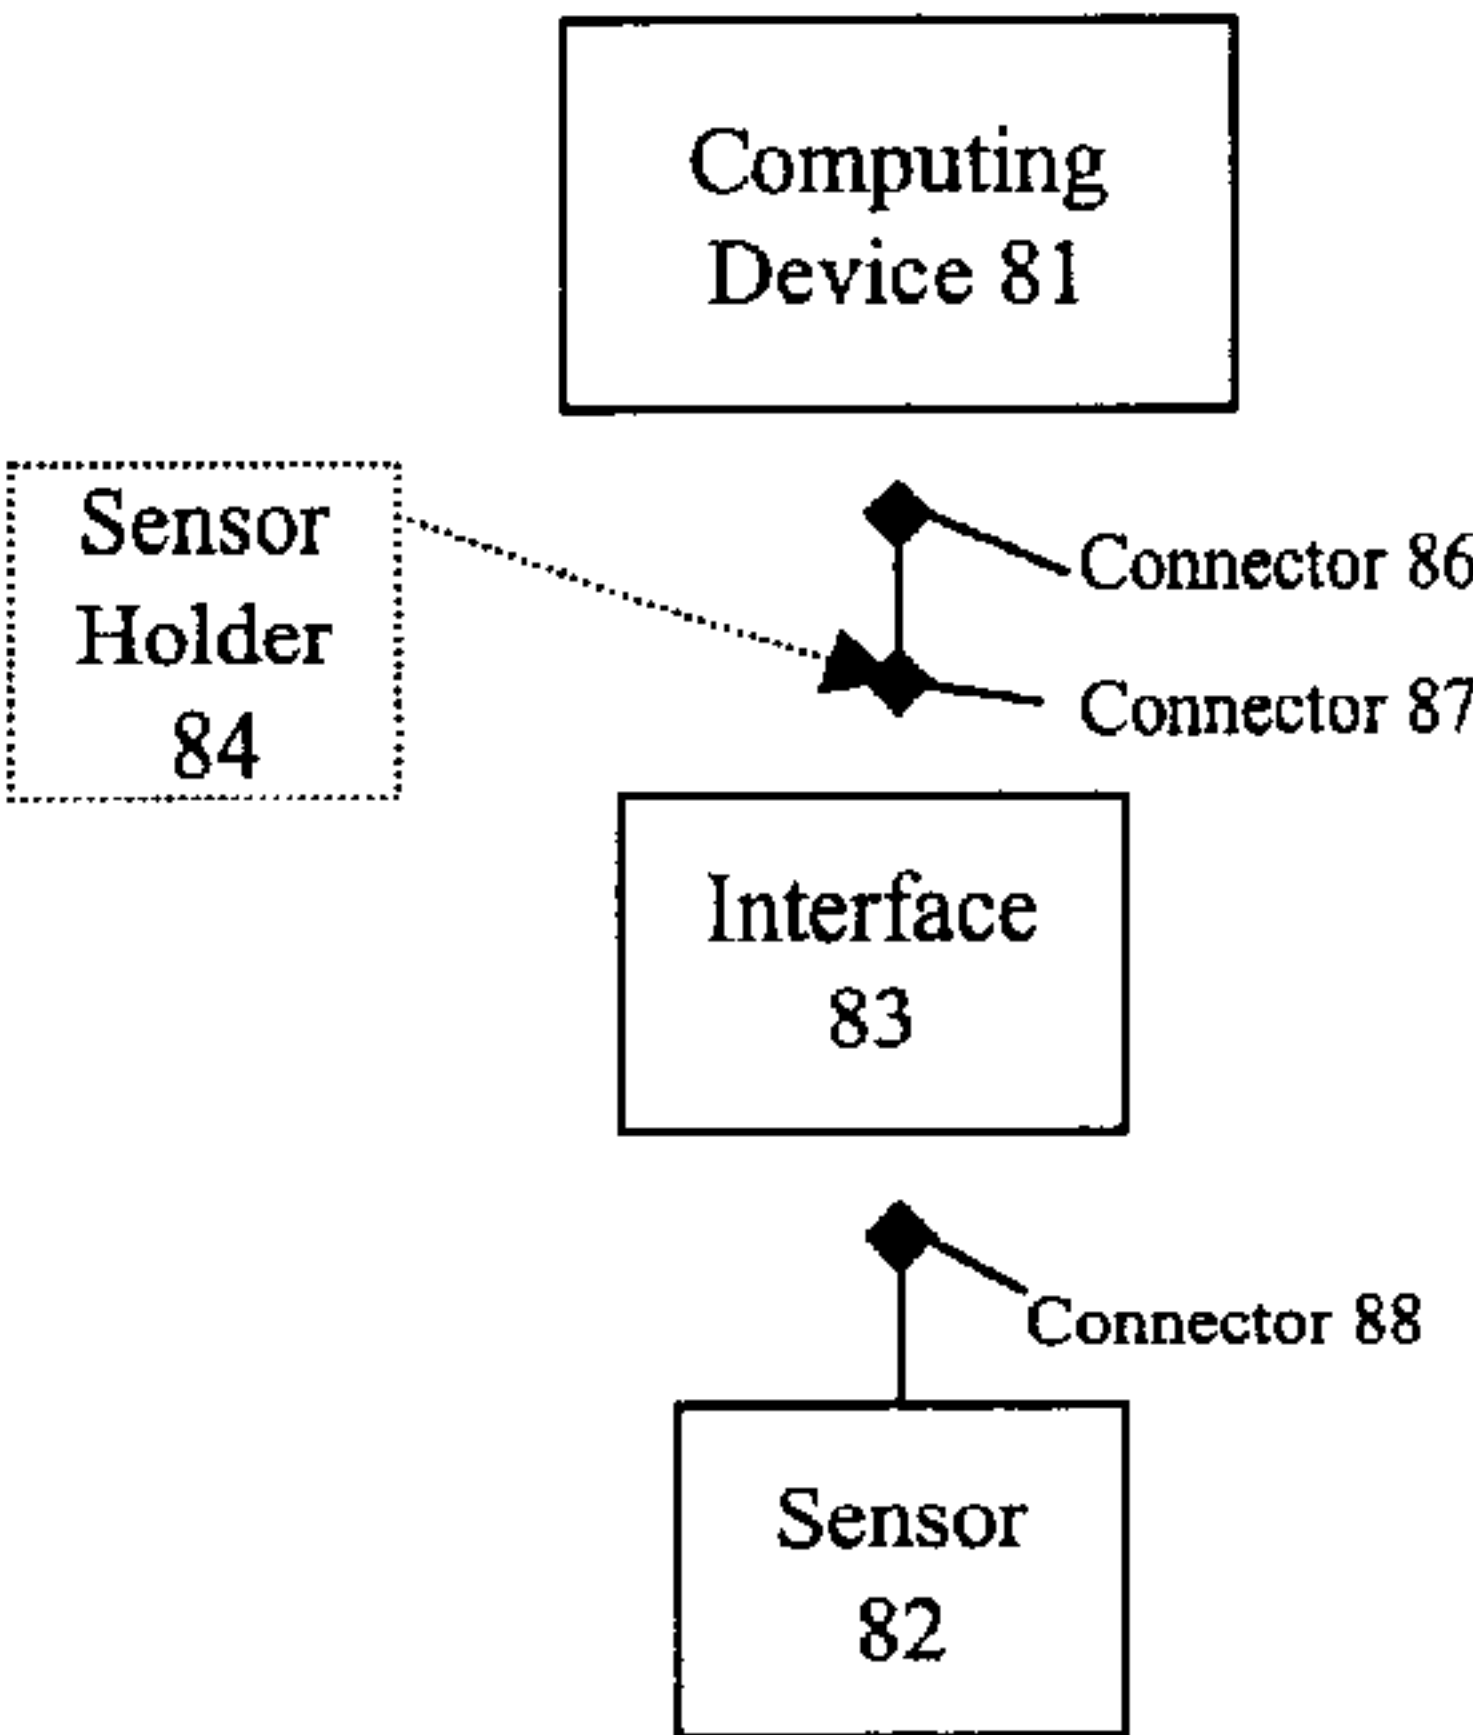 Computing
Device 81
Sensor
Holder
84
Connector 86
Connector 87
Interface
83
Connector 88
Sensor
82